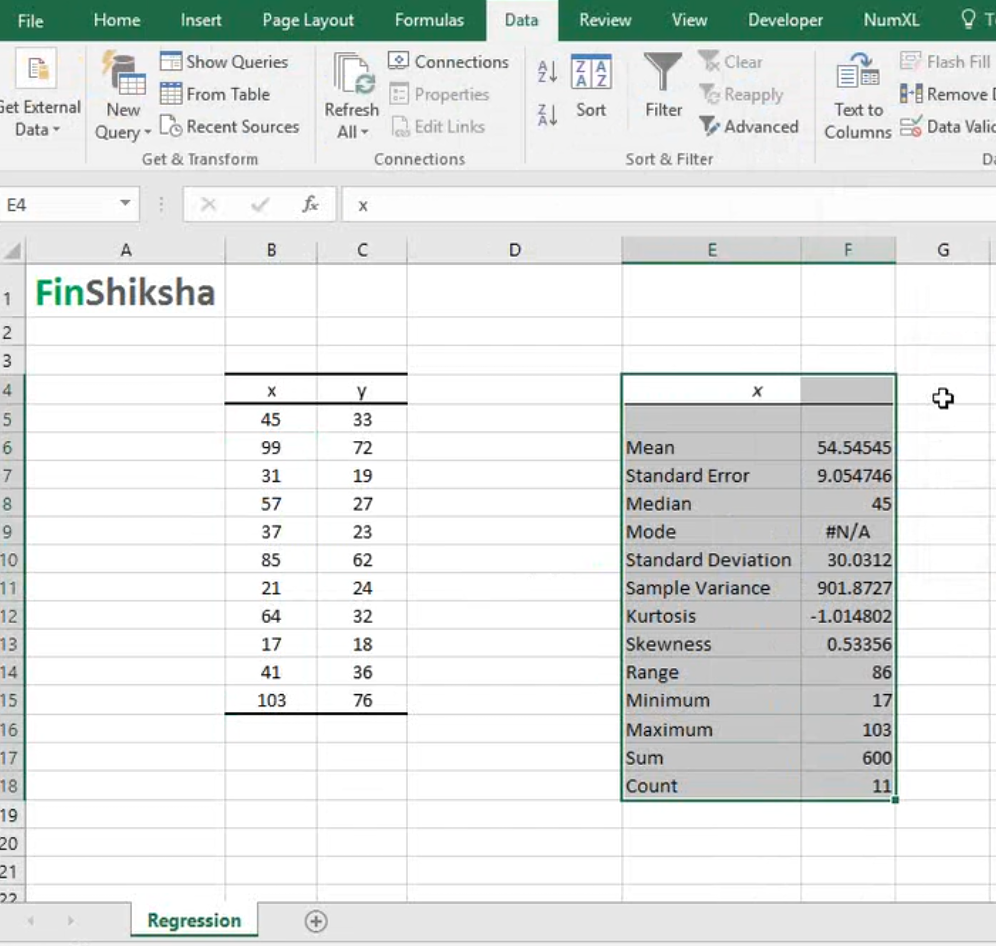 File Home Insert Page Layout Formulas Data Review View Developer NumXL
Get External Data
New Query
Show Queries
From Table
Recent Sources
Get & Transform
Refresh All
Connections
Properties
Edit Links
Connections
A Z
Z A
Z A A Z
Sort
Filter
Clear
Reapply
Advanced
Sort & Filter
Text to Columns
Flash Fill
Remove
Data
E4 fx x
A B C D E F G
1 FinShiksha
2
3
4 x y x
5 45 33
6 99 72 Mean 54.54545
7 31 19 Standard Error 9.054746
8 57 27 Median 45
9 37 23 Mode #N/A
10 85 62 Standard Deviation 30.0312
11 21 24 Sample Variance 901.8727
12 64 32 Kurtosis -1.014802
13 17 18 Skewness 0.53356
14 41 36 Range 86
15 103 76 Minimum 17
16 Maximum 103
17 Sum 600
18 Count 11
19
20
21
22
Regression